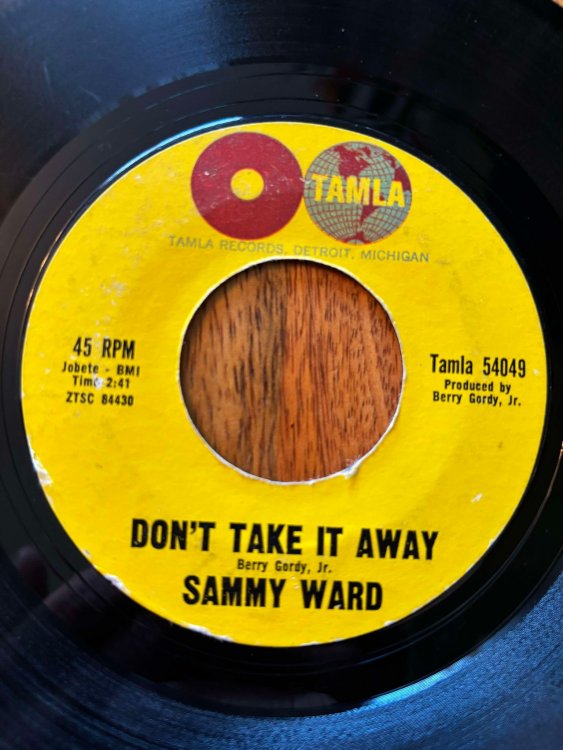 TAMLA
TAMLA RECORDS, DETROIT, MICHIGAN
45 RPM
Jobete - BMI
Time 2:41
ZTSC 84430
Tamla 54049
Produced by
Berry Gordy, Jr.
DON'T TAKE IT AWAY
Berry Gordy, Jr.
SAMMY WARD